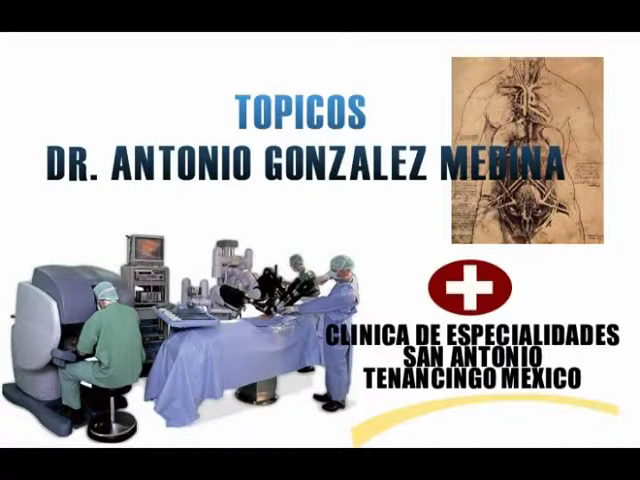 TOPICOS
DR. ANTONIO GONZALEZ MEDINA
CLINICA DE ESPECIALIDADES
SAN ANTONIO
TENANCINGO MEXICO